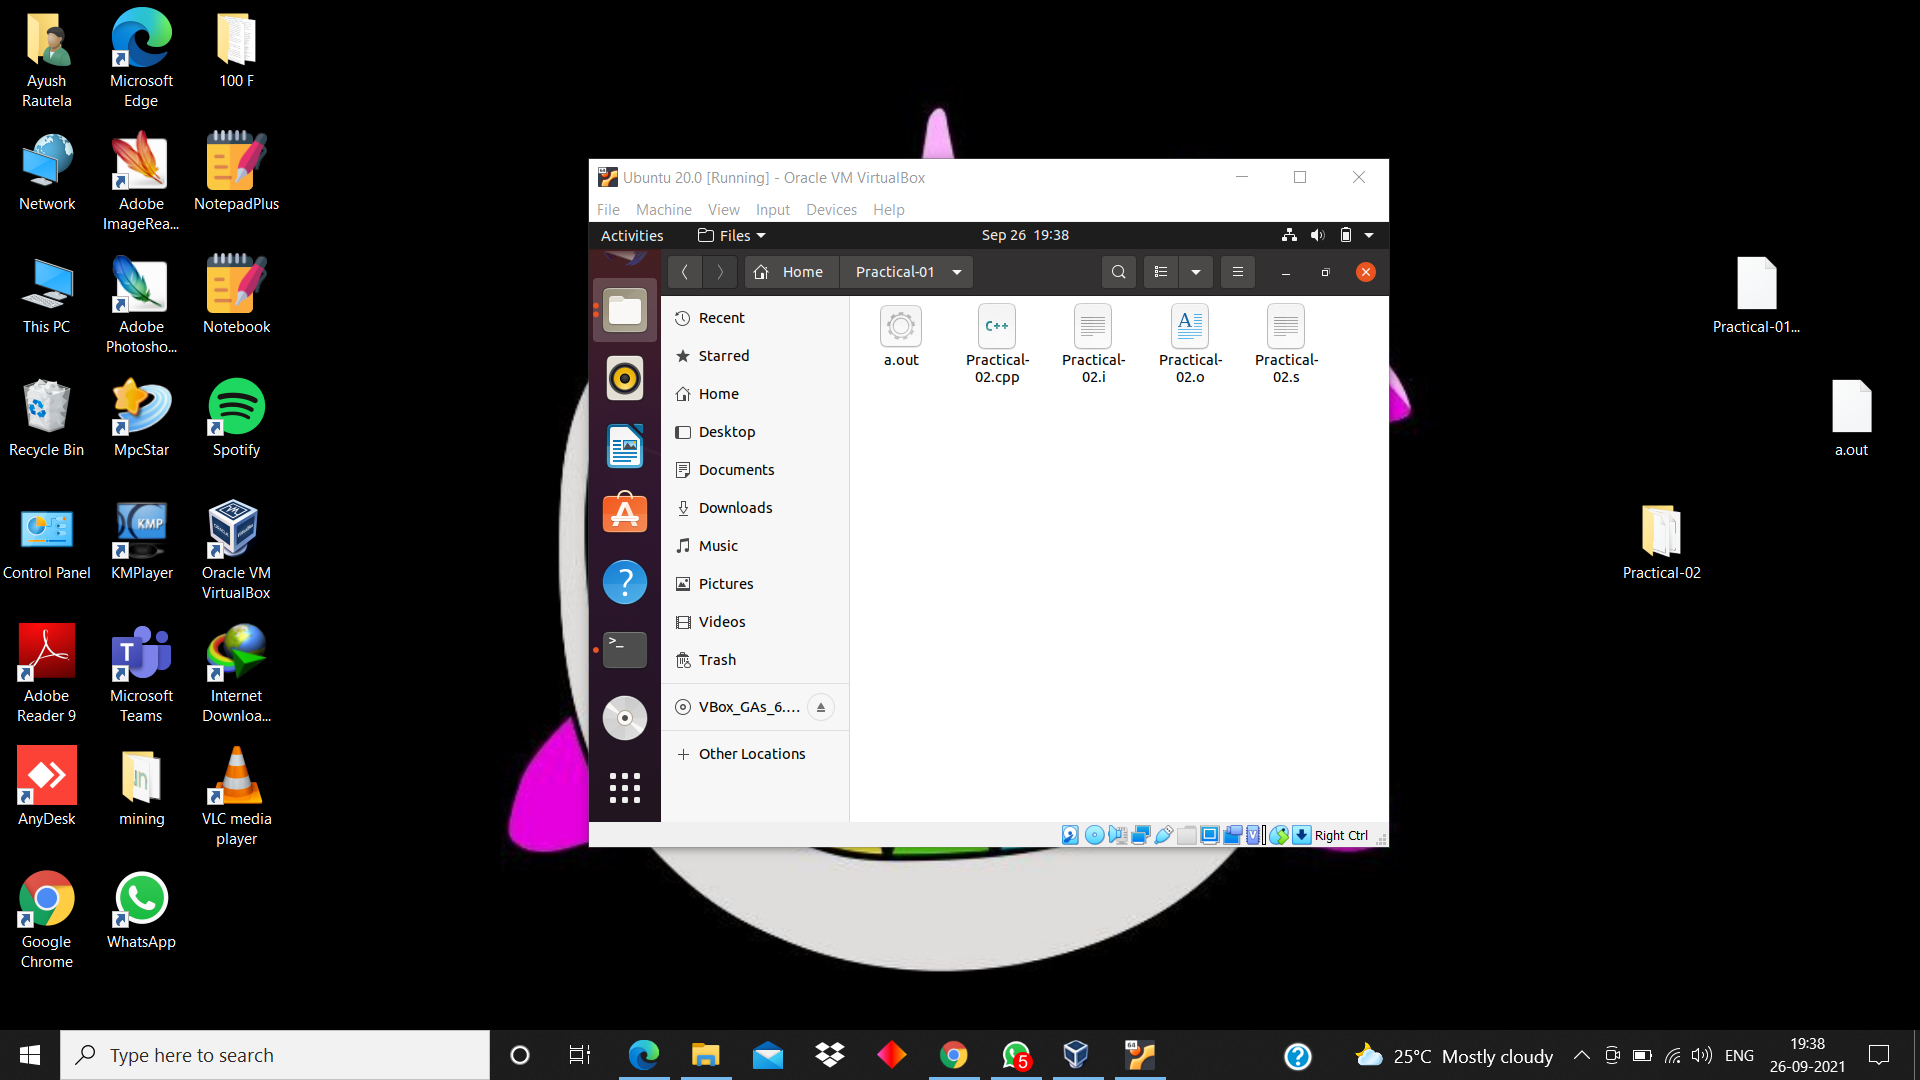 Ayush
Rautela
Microsoft
Edge
100 F
Network
Adobe
ImageRea...
NotepadPlus
This PC
Adobe
Photosho...
Notebook
Recycle Bin
MpcStar
Spotify
Control Panel
KMP
KMPlayer
Oracle VM
VirtualBox
Adobe
Reader 9
T
Microsoft
Teams
Internet
Downloa...
AnyDesk
mining
VLC media
player
Google
Chrome
WhatsApp
Ubuntu 20.0 [Running] - Oracle VM VirtualBox
File Machine View Input Devices Help
Activities Files Sep 26 19:38
Home Practical-01
Recent
Starred
Home
Desktop
Documents
Downloads
Music
Pictures
Videos
Trash
VBox_GAs_6....
Other Locations
a.out
C++
Practical-
02.cpp
Practical-
02.i
A
Practical-
02.o
Practical-
02.s
Right Ctrl
Practical-01...
a.out
Practical-02
Type here to search
5
64
25°C Mostly cloudy
ENG
19:38
26-09-2021